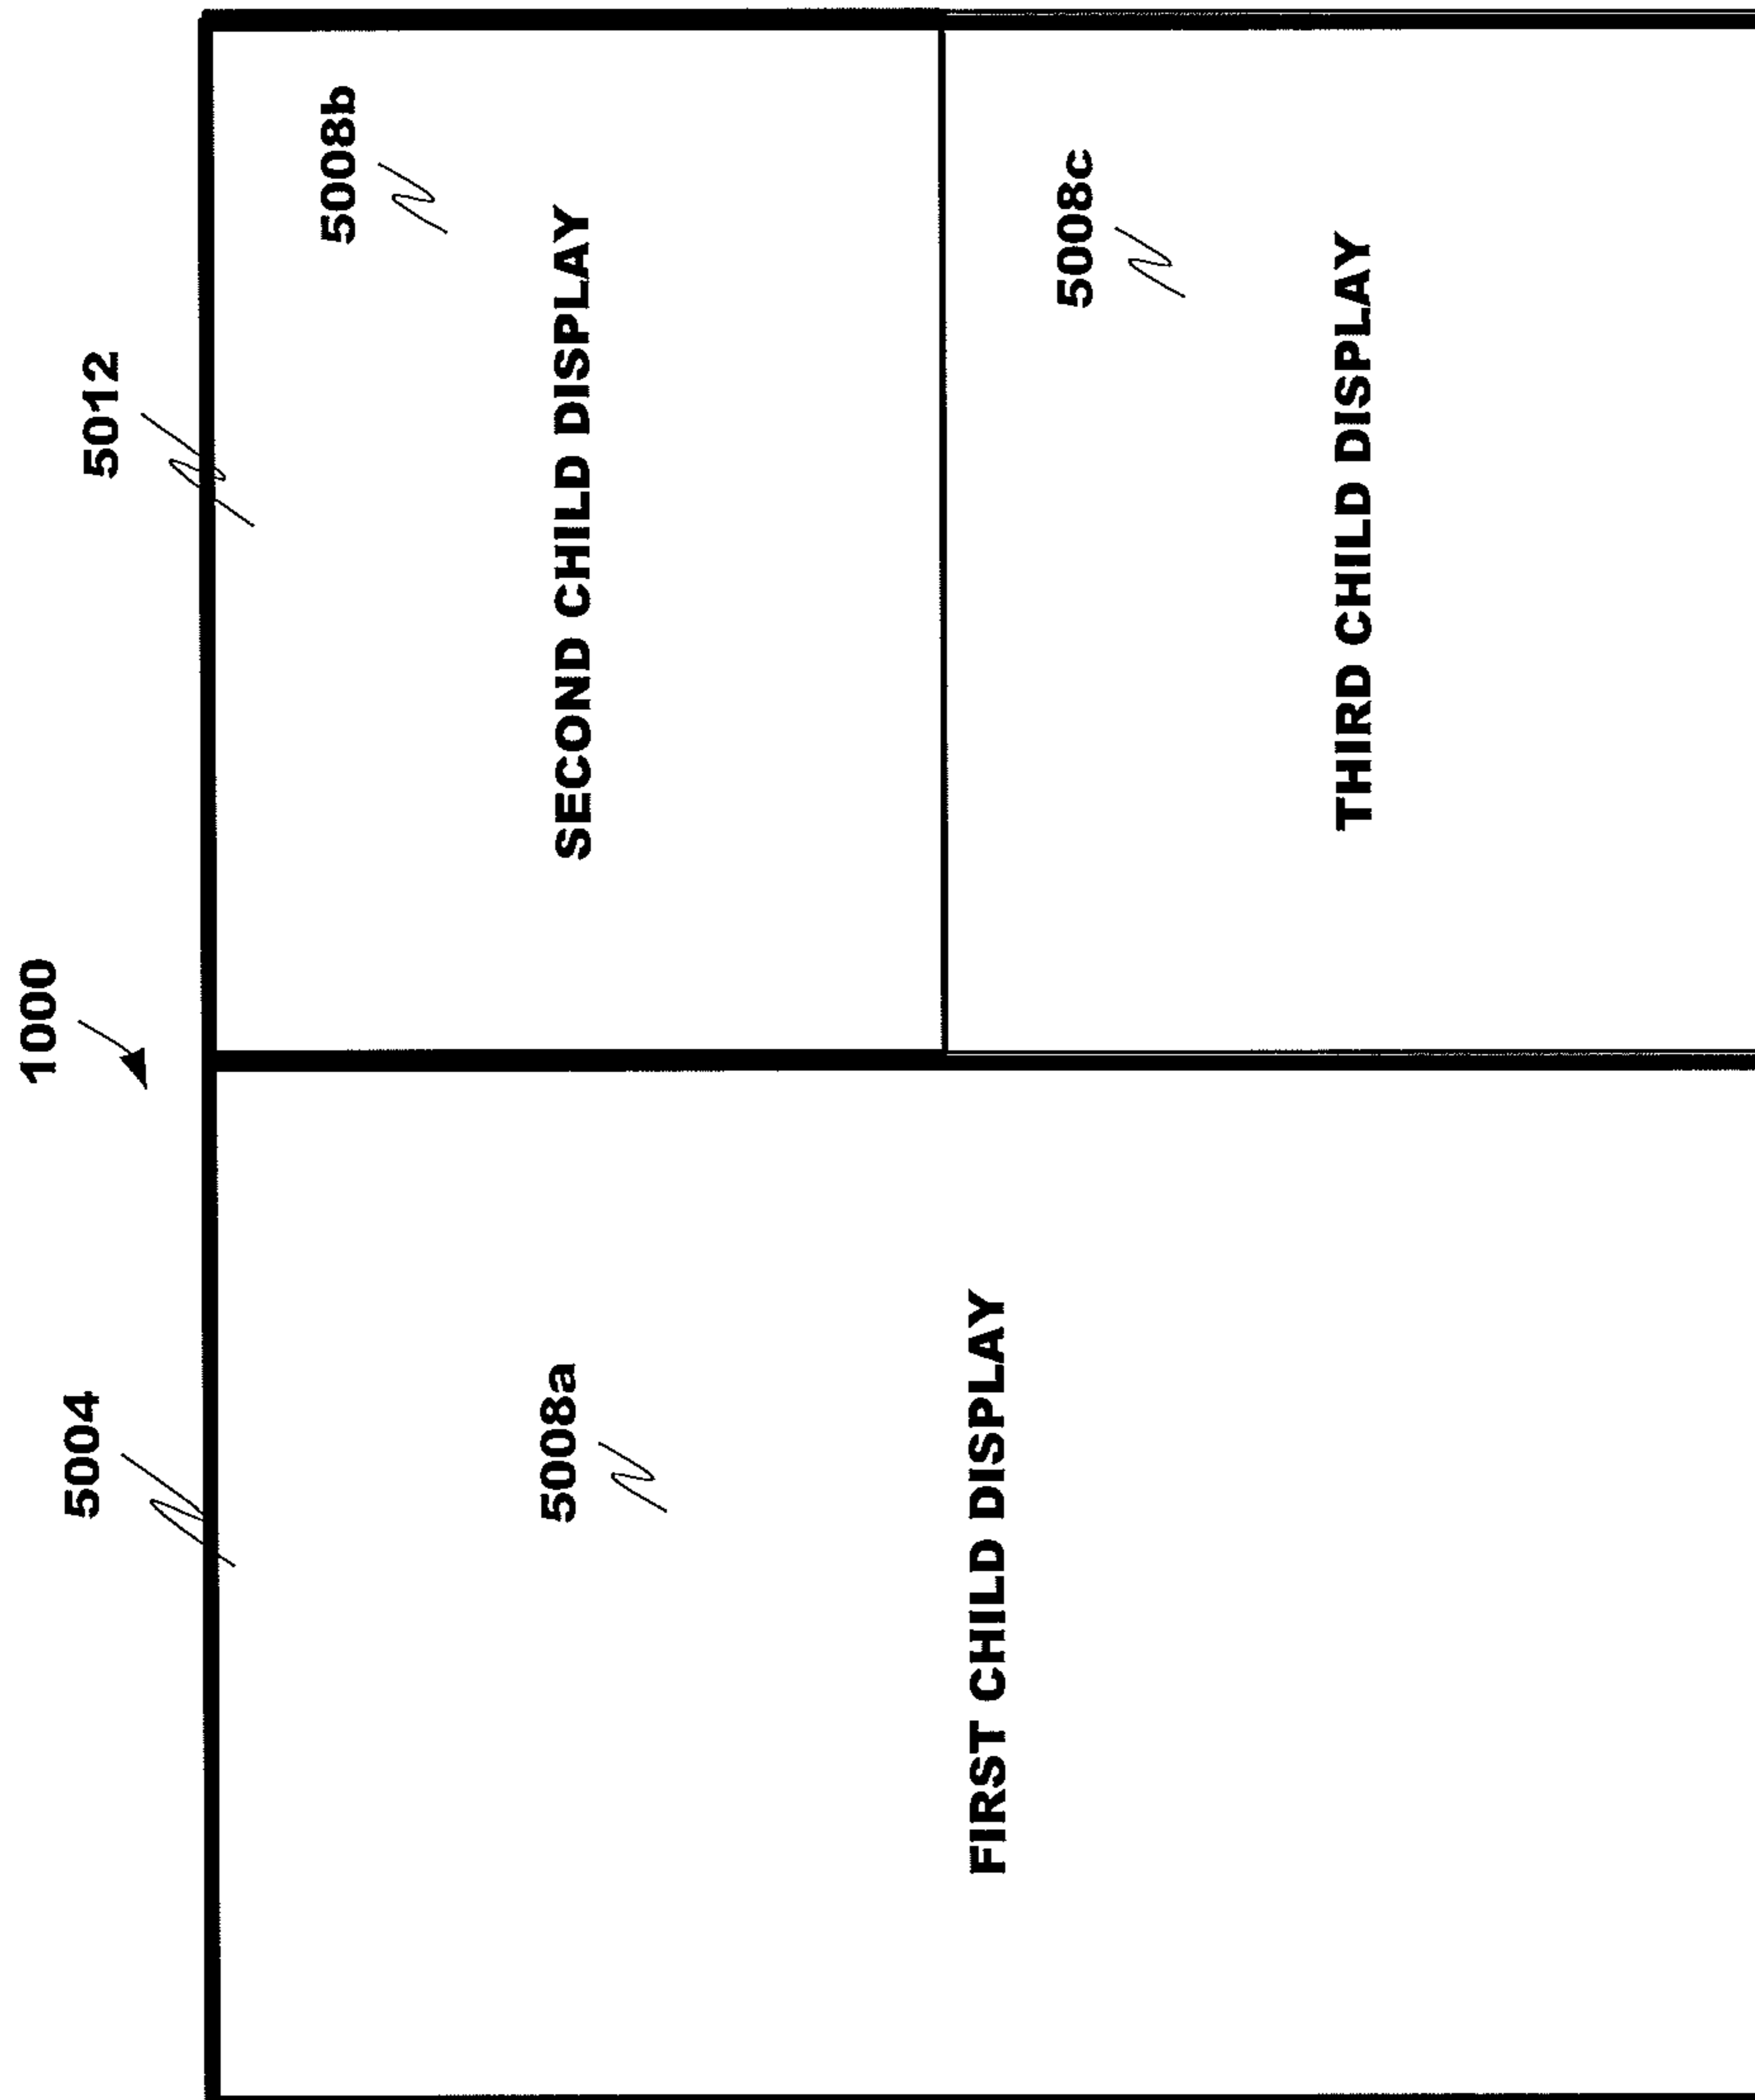 1000
5004
5012
5008a
FIRST CHILD DISPLAY
5008b
SECOND CHILD DISPLAY
5008c
THIRD CHILD DISPLAY